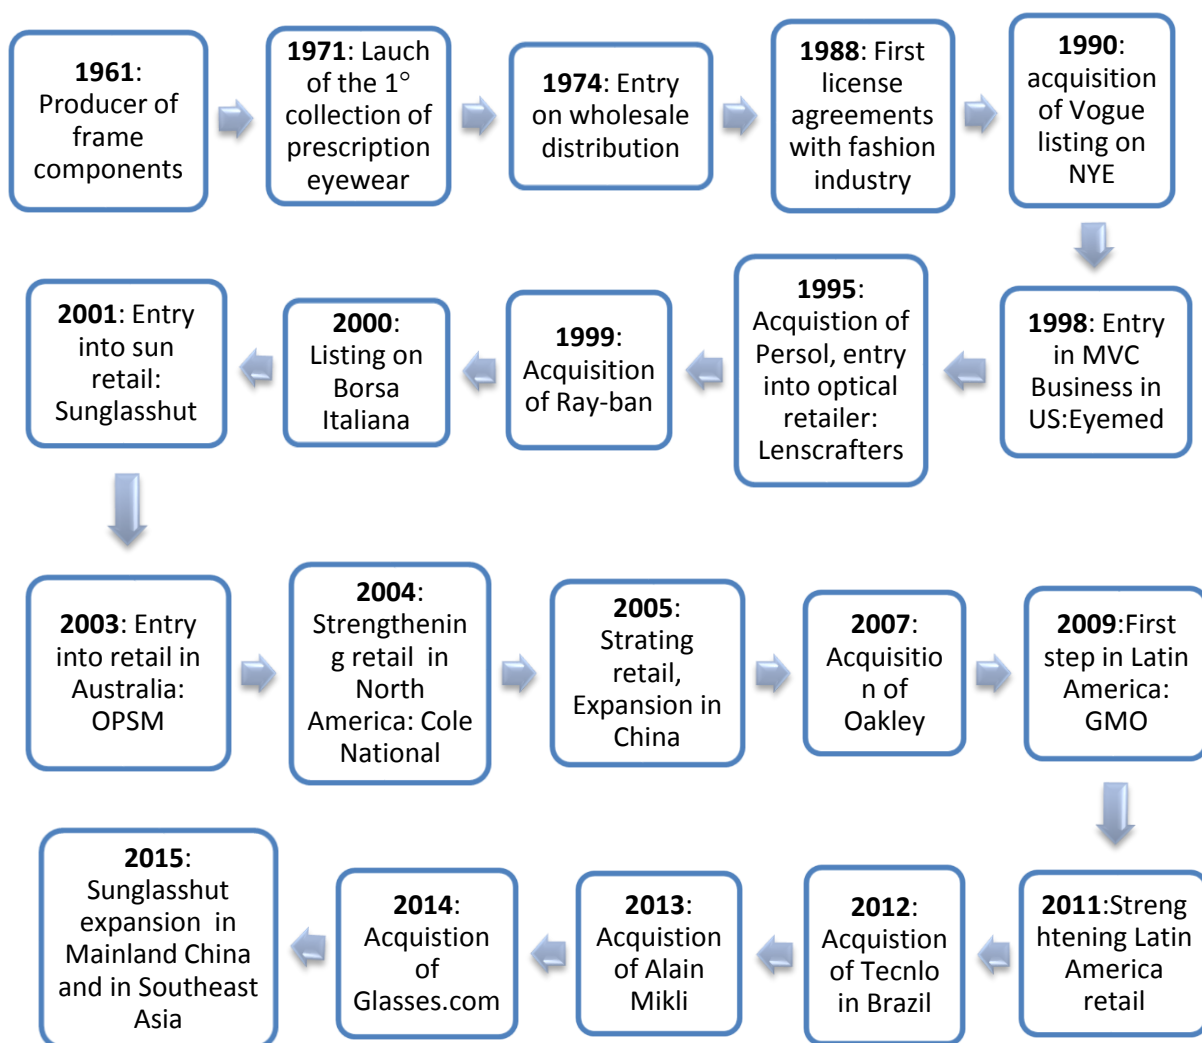 1961:
Producer of
frame
components
1971: Lauch
of the 1°
collection of
prescription
eyewear
1974: Entry
on wholesale
distribution
1988: First
license
agreements
with fashion
industry
1990:
acquisition
of Vogue
listing on
NYE
1998: Entry
in MVC
Business in
US:Eyemed
1995:
Acquistion of
Persol, entry
into optical
retailer:
Lenscrafters
1999:
Acquisition
of Ray-ban
2000:
Listing on
Borsa
Italiana
2001: Entry
into sun
retail:
Sunglasshut
2003: Entry
into retail in
Australia:
OPSM
2004:
Strengthenin
g retail in
North
America: Cole
National
2005:
Strating
retail,
Expansion in
China
2007:
Acquisitio
n of
Oakley
2009:First
step in Latin
America:
GMO
2011:Streng
htening Latin
America
retail
2012:
Acquistion
of Tecnlo
in Brazil
2013:
Acquistion
of Alain
Mikli
2014:
Acquistion
of
Glasses.com
2015:
Sunglasshut
expansion in
Mainland China
and in Southeast
Asia